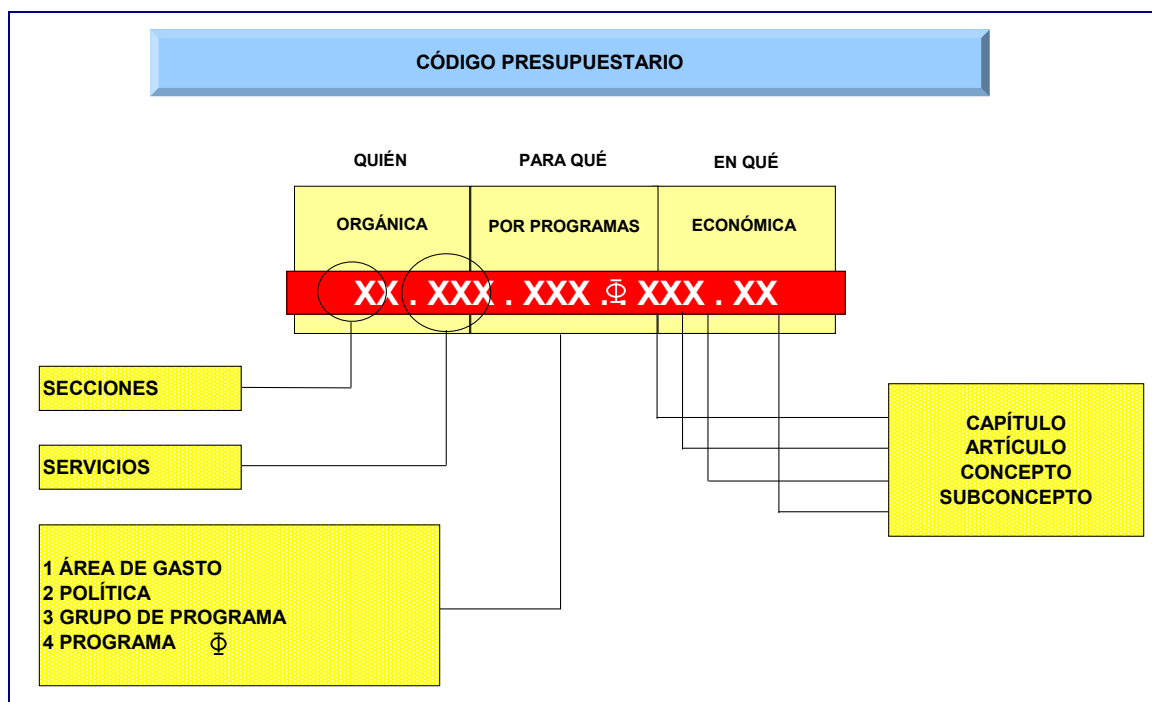 CÓDIGO PRESUPUESTARIO
QUIÉN PARA QUÉ EN QUÉ
ORGÁNICA POR PROGRAMAS ECONÓMICA
XX . XXX . XXX . Φ XXX . XX
SECCIONES
SERVICIOS
1 ÁREA DE GASTO
2 POLÍTICA
3 GRUPO DE PROGRAMA
4 PROGRAMA Φ
CAPÍTULO
ARTÍCULO
CONCEPTO
SUBCONCEPTO